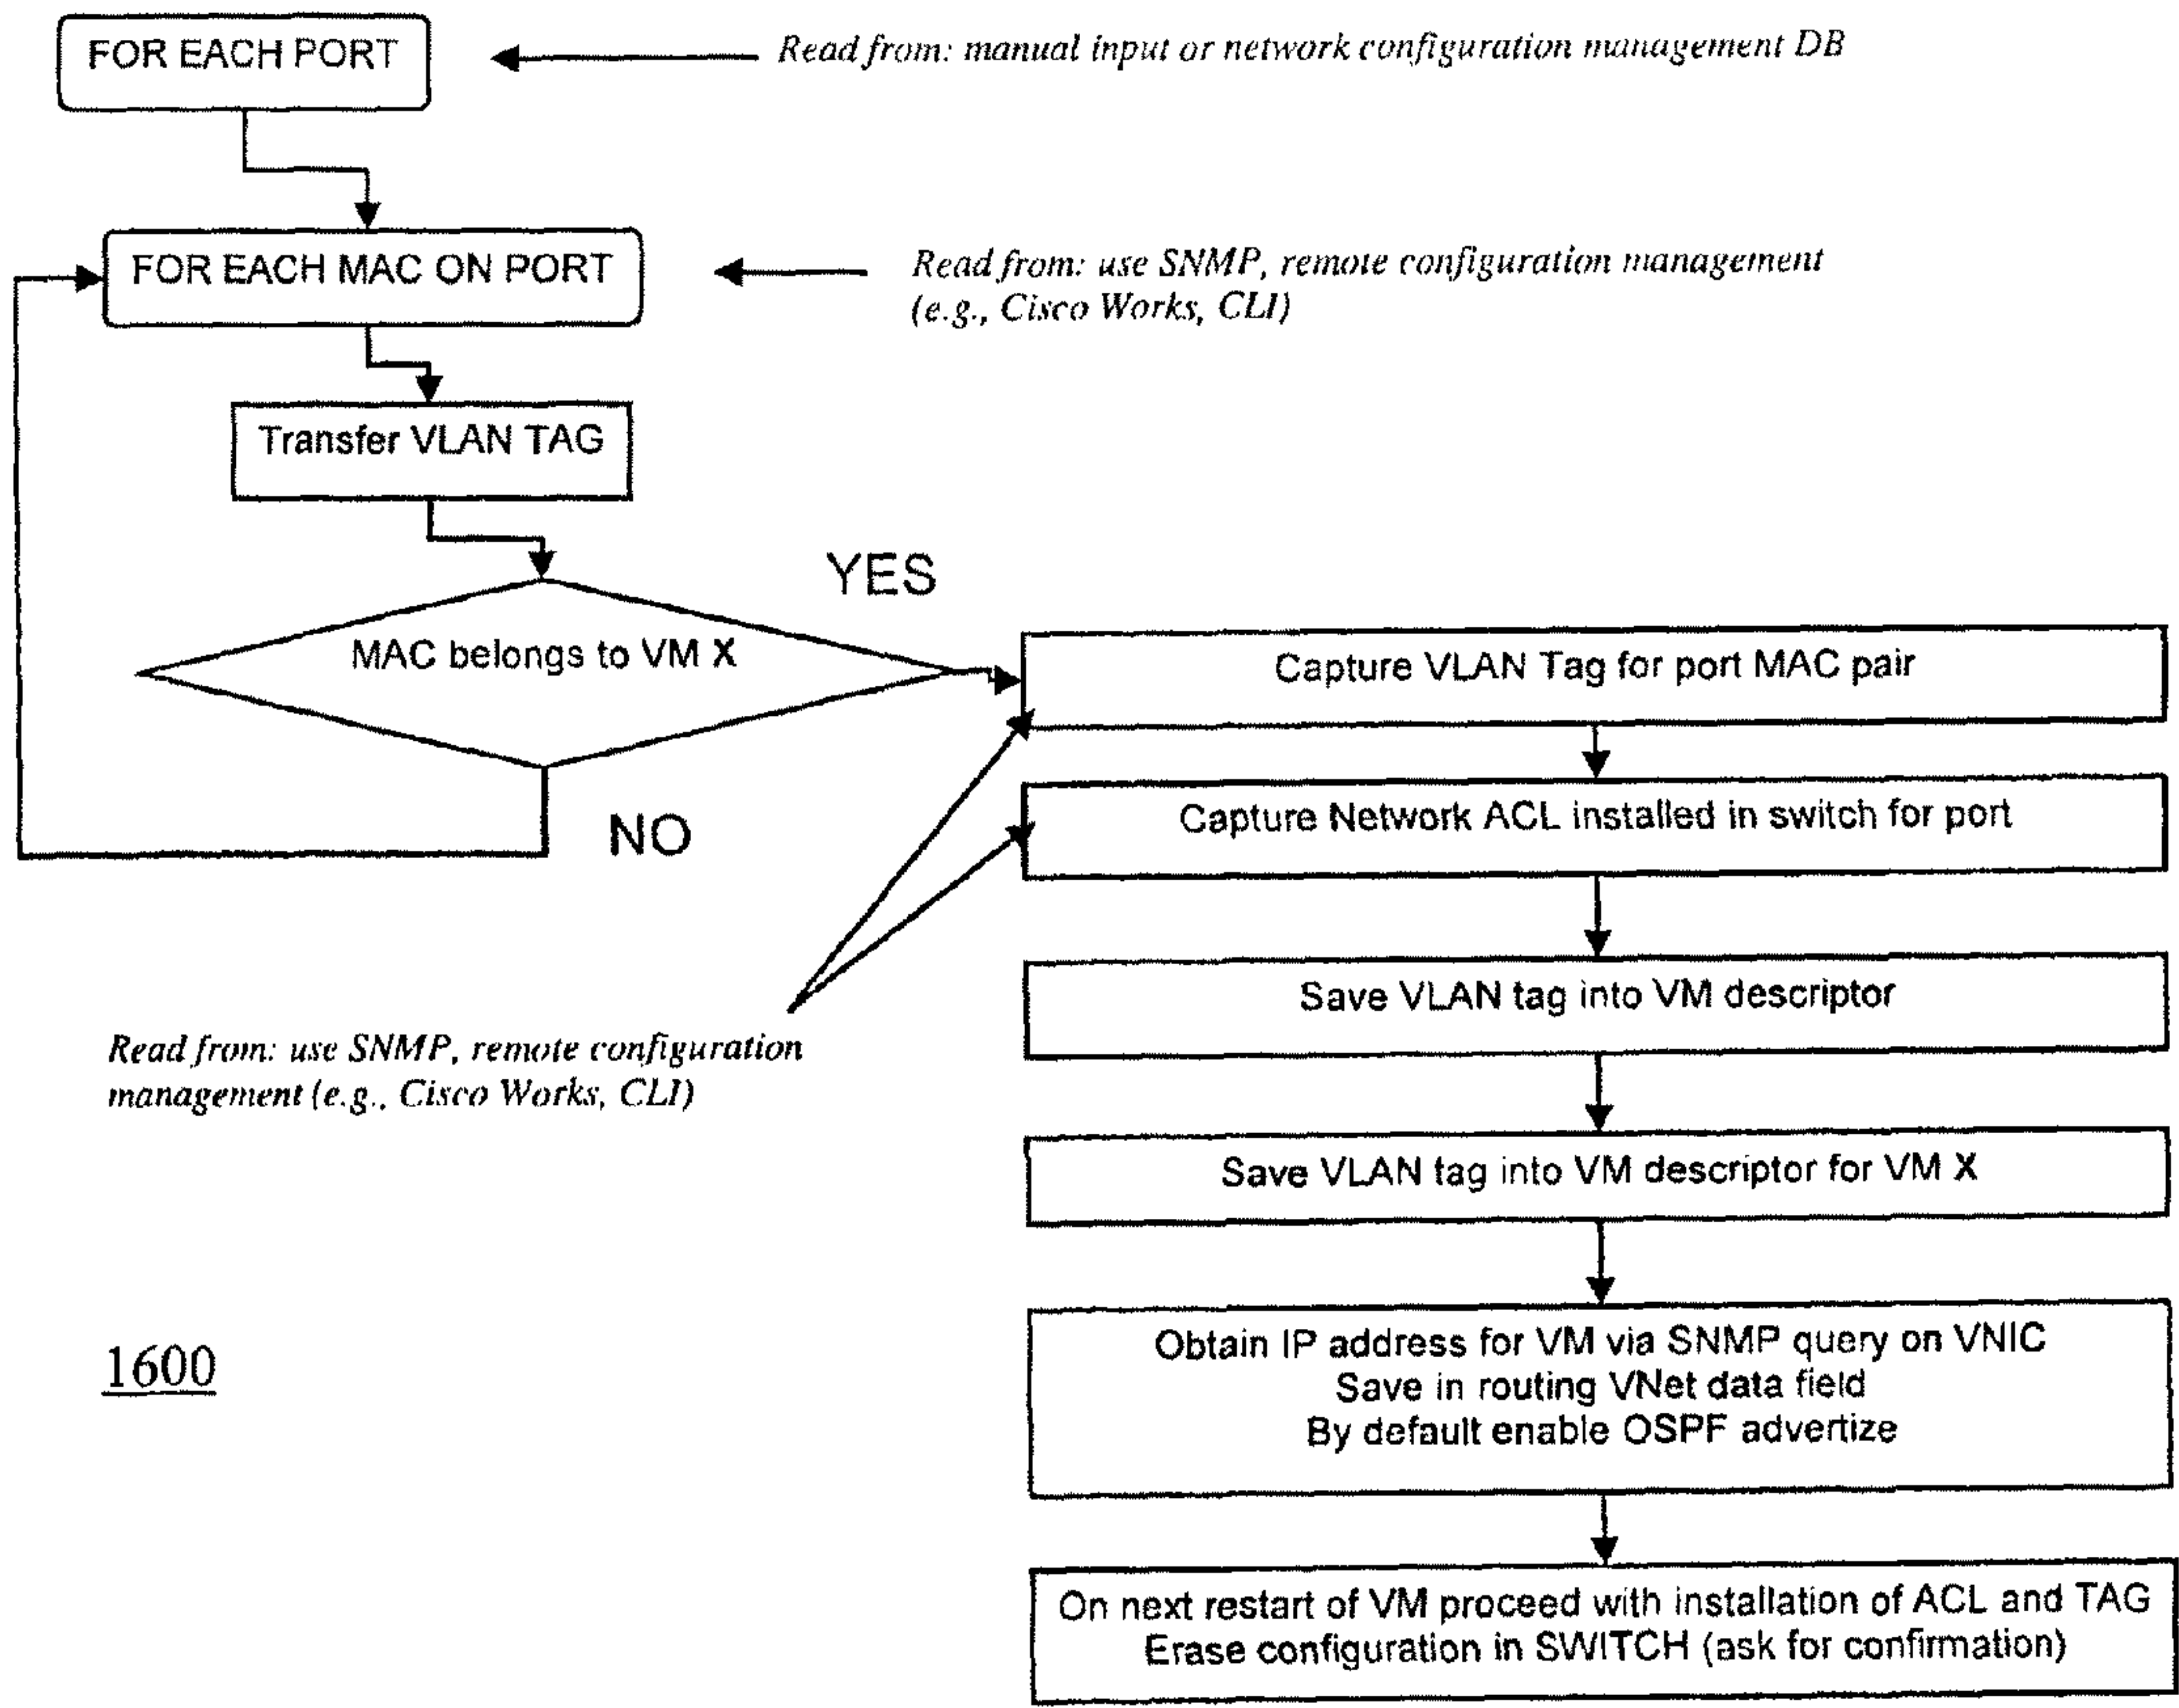 FOR EACH PORT
Read from: manual input or network configuration management DB
FOR EACH MAC ON PORT
Read from: use SNMP, remote configuration management
(e.g., Cisco Works, CLI)
Transfer VLAN TAG
YES
MAC belongs to VM X
NO
Capture VLAN Tag for port MAC pair
Capture Network ACL installed in switch for port
Read from: use SNMP, remote configuration
management (e.g., Cisco Works, CLI)
Save VLAN tag into VM descriptor
Save VLAN tag into VM descriptor for VM X
Obtain IP address for VM via SNMP query on VNIC
Save in routing VNet data field
By default enable OSPF advertize
On next restart of VM proceed with installation of ACL and TAG
Erase configuration in SWITCH (ask for confirmation)
1600